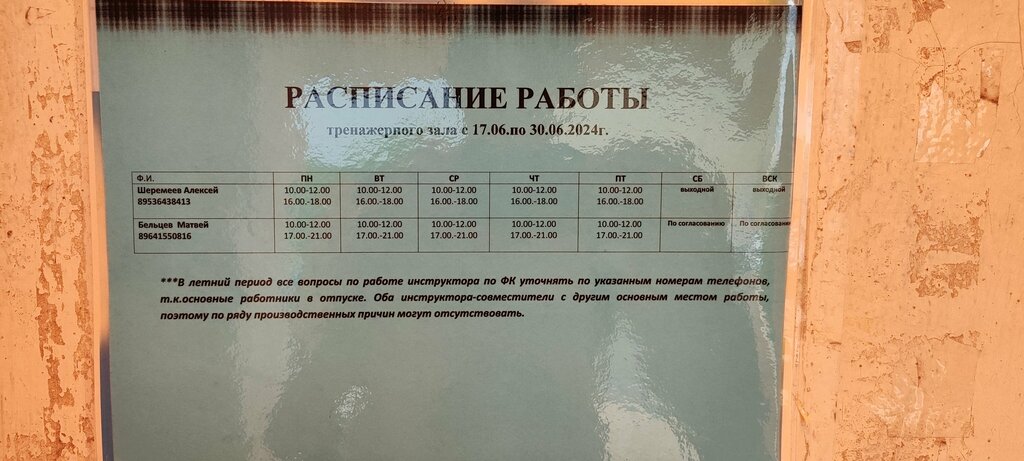 РАСПИСАНИЕ РАБОТЫ
тренажерного зала с 17.06.по 30.06.2024г.
Ф.И. ПН ВТ СР ЧТ ПТ СБ ВСК
Шеремеев Алексей 10.00-12.00 10.00-12.00 10.00-12.00 10.00-12.00 10.00-12.00 выходной выходной
89536438413 16.00.-18.00 16.00.-18.00 16.00.-18.00 16.00.-18.00 16.00.-18.00
Бельцев Матвей 10.00-12.00 10.00-12.00 10.00-12.00 10.00-12.00 10.00-12.00 По согласованию По согласованию
89641550816 17.00.-21.00 17.00.-21.00 17.00.-21.00 17.00.-21.00 17.00.-21.00
***В летний период все вопросы по работе инструктора по ФК уточнять по указанным номерам телефонов,
т.к.основные работники в отпуске. Оба инструктора-совместители с другим основным местом работы,
поэтому по ряду производственных причин могут отсутствовать.